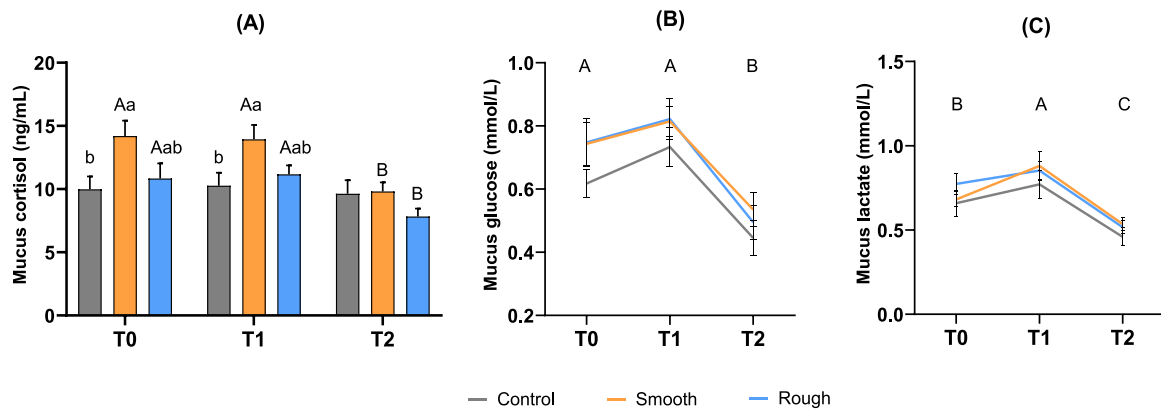 (A)
Mucus cortisol (ng/mL)
20
15
10
5
0
b
Aa
Aab
b
Aa
Aab
B
B
T0
T1
T2
(B)
Mucus glucose (mmol/L)
1.0
0.8
0.6
0.4
0.2
A
A
B
T0
T1
T2
(C)
Mucus lactate (mmol/L)
1.5
1.0
0.5
0.0
B
A
C
T0
T1
T2
Control
Smooth
Rough